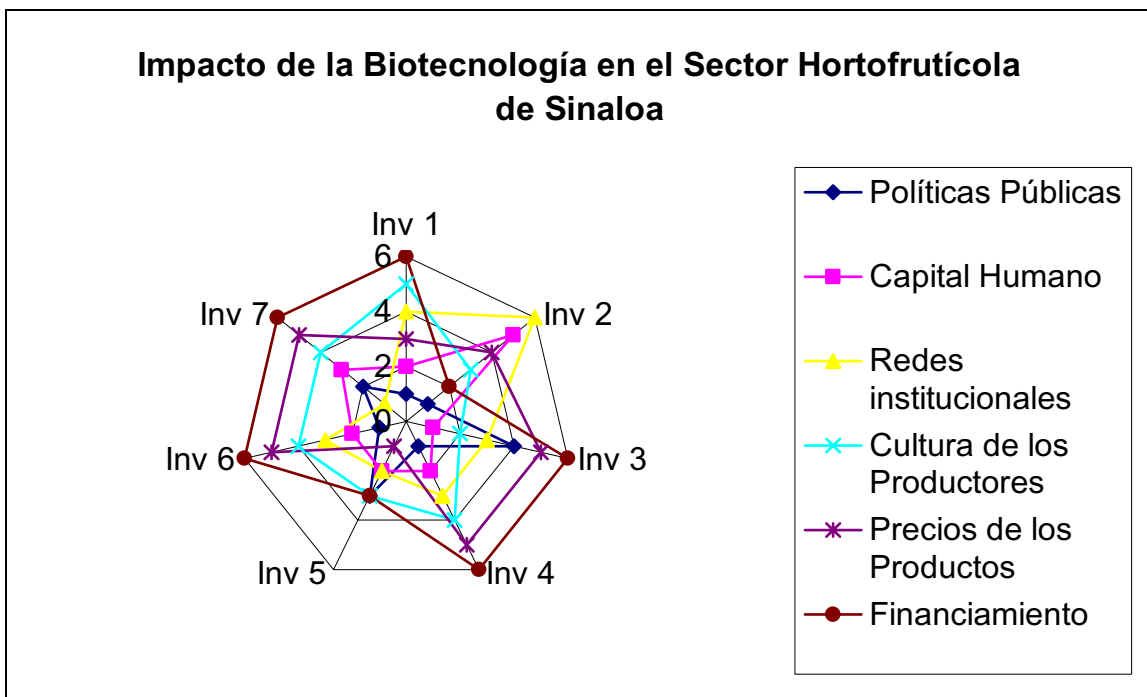 Impacto de la Biotecnología en el Sector Hortofrutícola
de Sinaloa
Inv 1
6
Inv 7
4
Inv 2
2
0
Inv 6
Inv 3
Inv 5
Inv 4
Políticas Públicas
Capital Humano
Redes
institucionales
Cultura de los
Productores
Precios de los
Productos
Financiamiento